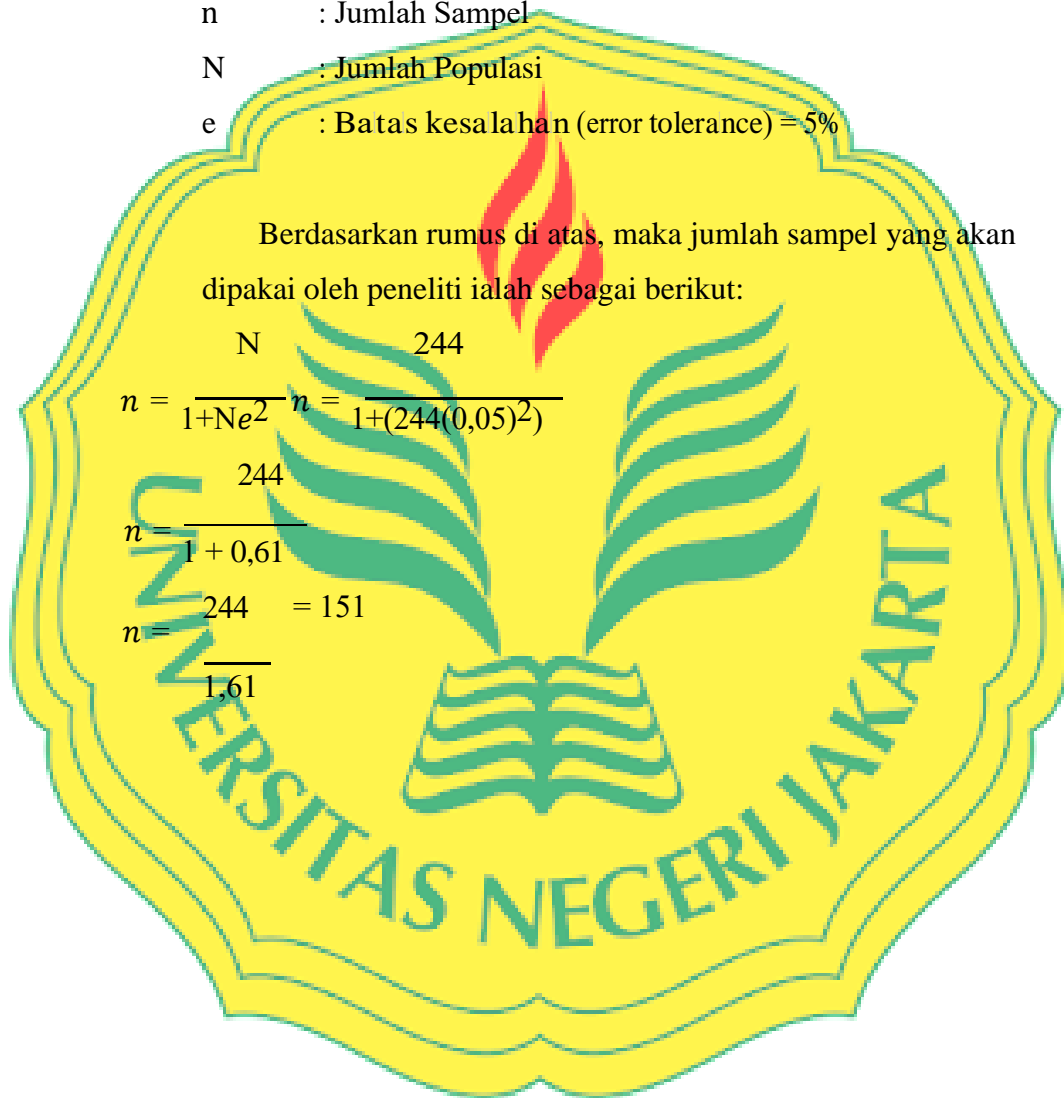 n : Jumlah Sampel
N : Jumlah Populasi
e : Batas kesalahan (error tolerance) = 5%
Berdasarkan rumus di atas, maka jumlah sampel yang akan
dipakai oleh peneliti ialah sebagai berikut:
N 244
n = 1+Ne2 n = 1+(244(0,05)2)
244
n =
1 + 0,61
244 = 151
n =
1,61
UNIVERSITAS NEGERI JAKARTA